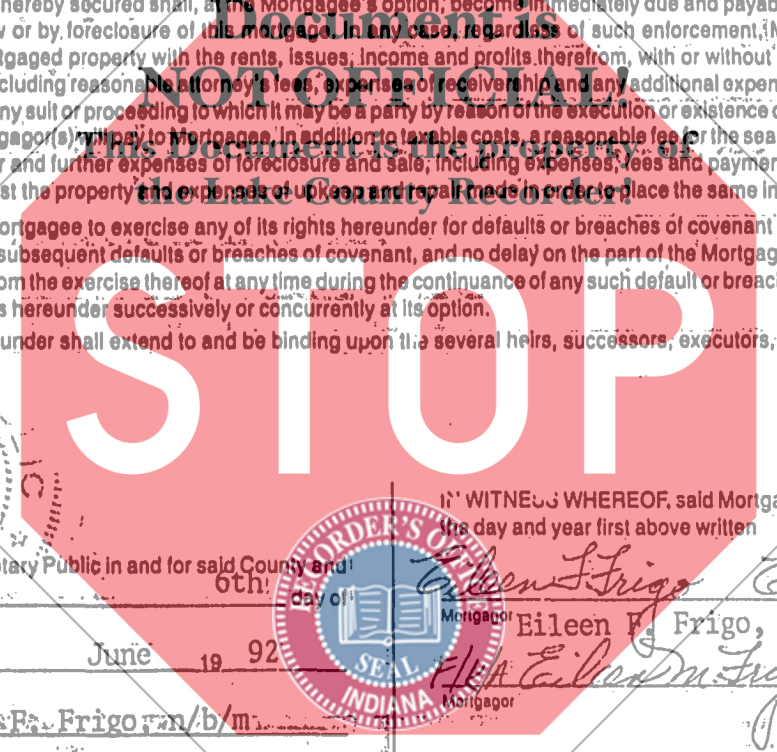 hereby secured shall, at the Mortgagee's option, become immediately due and payab
Document is
w or by, foreclosure of this mortgage. In any case, regardless of such enforcement,
tgaged property with the rents, issues, income and profits therefrom, with or without
NOT OFFICIAL!
cluding reasonable attorney's fees, expenses of receivership and any additional expen
ny suit or proceeding to which it may be a party by reason of the execution or existence
gagor(s) will pay to Mortgagee, in addition to taxable costs, a reasonable fee for the sea
This Document is the property of
r and further expenses of foreclosure and sale, including expenses, fees and paymen
the Lake County Recorder!
st the property and expenses of upkeep and repair made in order to place the same in
ortgagee to exercise any of its rights hereunder for defaults or breaches of covenant
subsequent defaults or breaches of covenant, and no delay on the part of the Mortgag
om the exercise thereof at any time during the continuance of any such default or breac
s hereunder successively or concurrently at its option.
under shall extend to and be binding upon the several heirs, successors, executors,
STOP
IN WITNESS WHEREOF, said Mortga
the day and year first above written
tary Public in and for said County and
6th
day of
Eileen F Frigo
Mortgagor
Eileen F. Frigo,
June 19 92
F/K/A Eileen M. Frig
Mortgagor
F. Frigo, n/b/m
RECORDER'S OFFICE
SEAL
INDIANA